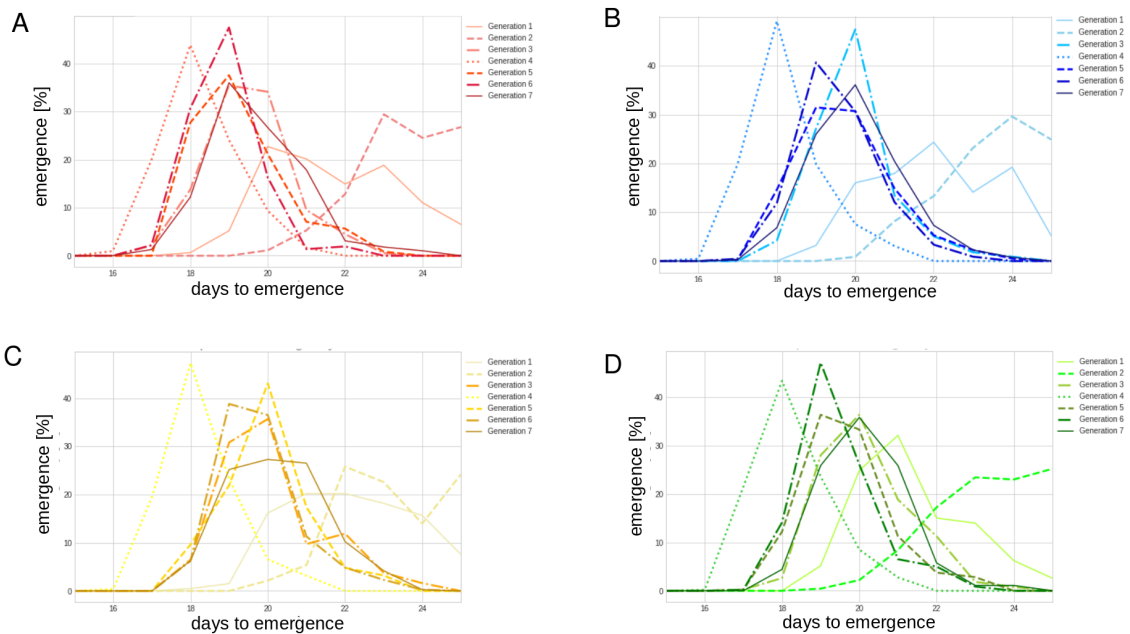 A
Generation 1
Generation 2
Generation 3
Generation 4
Generation 5
Generation 6
Generation 7
emergence [%]
40
30
20
10
0
16 18 20 22 24
days to emergence
B
Generation 1
Generation 2
Generation 3
Generation 4
Generation 5
Generation 6
Generation 7
emergence [%]
40
30
20
10
0
16 18 20 22 24
days to emergence
C
Generation 1
Generation 2
Generation 3
Generation 4
Generation 5
Generation 6
Generation 7
emergence [%]
40
30
20
10
0
16 18 20 22 24
days to emergence
D
Generation 1
Generation 2
Generation 3
Generation 4
Generation 5
Generation 6
Generation 7
emergence [%]
40
30
20
10
0
16 18 20 22 24
days to emergence